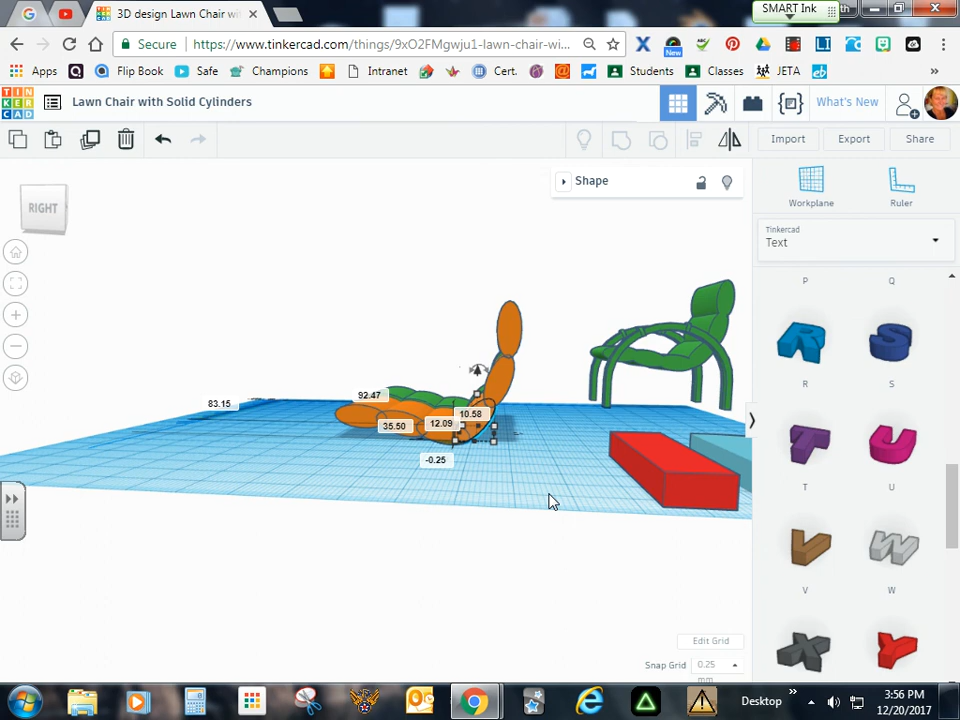 SMART Ink
th
3D design Lawn Chair wi
Secure
https://www.tinkercad.com/things/9xO2FMgwju1-lawn-chair-wi...
New
Apps
Flip Book
Safe
Champions
Intranet
Cert.
Students
Classes
JETA
»
TIN
KER
CAD
Lawn Chair with Solid Cylinders
What's New
Import
Export
Share
RIGHT
Shape
Workplane
Ruler
Tinkercad
Text
P
Q
R
S
T
U
V
W
92.47
83.15
10.58
12.09
35.50
-0.25
Edit Grid
Snap Grid
0.25
mm
Desktop
»
3:56 PM
12/20/2017